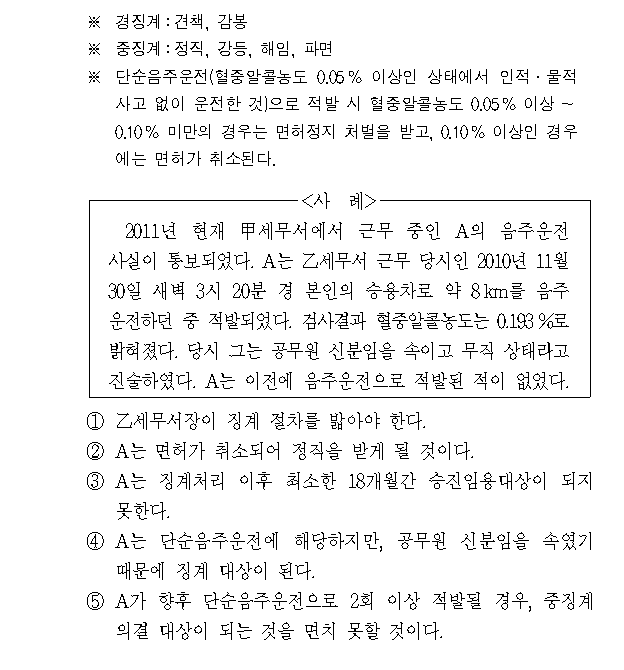 ※ 경징계 : 견책, 감봉
※ 중징계 : 정직, 강등, 해임, 파면
※ 단순음주운전(혈중알콜농도 0.05% 이상인 상태에서 인적·물적
사고 없이 운전한 것)으로 적발 시 혈중알콜농도 0.05% 이상 ~
0.10% 미만의 경우는 면허정지 처벌을 받고, 0.10% 이상인 경우
에는 면허가 취소된다.
<사 례>
2011년 현재 甲세무서에서 근무 중인 A의 음주운전
사실이 통보되었다. A는 乙세무서 근무 당시인 2010년 11월
30일 새벽 3시 20분 경 본인의 승용차로 약 8km를 음주
운전하던 중 적발되었다. 검사결과 혈중알콜농도는 0.193%로
밝혀졌다. 당시 그는 공무원 신분임을 속이고 무직 상태라고
진술하였다. A는 이전에 음주운전으로 적발된 적이 없었다.
① 乙세무서장이 징계 절차를 밟아야 한다.
② A는 면허가 취소되어 정직을 받게 될 것이다.
③ A는 징계처리 이후 최소한 18개월간 승진임용대상이 되지
못한다.
④ A는 단순음주운전에 해당하지만, 공무원 신분임을 속였기
때문에 징계 대상이 된다.
⑤ A가 향후 단순음주운전으로 2회 이상 적발될 경우, 중징계
의결 대상이 되는 것을 면치 못할 것이다.